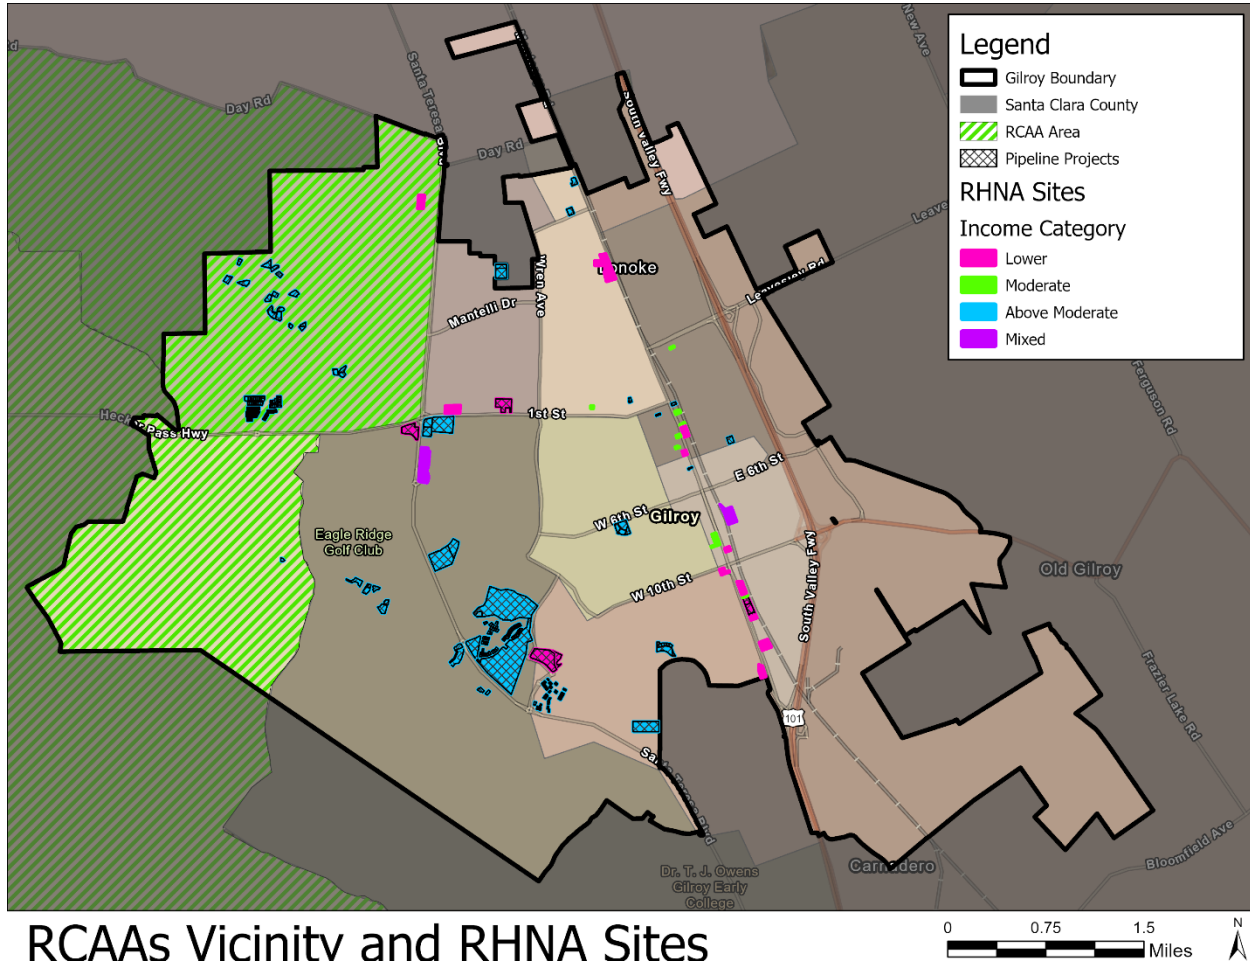 Legend
Gilroy Boundary
Santa Clara County
RCAA Area
Pipeline Projects
RHNA Sites
Income Category
Lower
Moderate
Above Moderate
Mixed
Rd
Day Rd
Santa Teresa Blvd
Day Rd
South Valley Fwy
New Ave
Leavesley Rd
Ferguson Rd
Wren Ave
Mantelli Dr
1st St
Hecker Pass Hwy
Eagle Ridge
Golf Club
W 6th St
Gilroy
E 6th St
W 10th St
South Valley Fwy
Old Gilroy
Frazier Lake Rd
101
Bloomfield Ave
Carnadero
Dr. T. J. Owens
Gilroy Early
College
RCAAs Vicinity and RHNA Sites
0 0.75 1.5
Miles
N